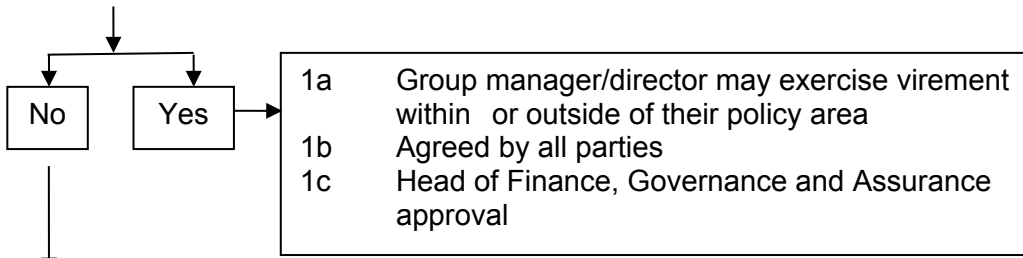 No
Yes
1a Group manager/director may exercise virement
within or outside of their policy area
1b Agreed by all parties
1c Head of Finance, Governance and Assurance
approval